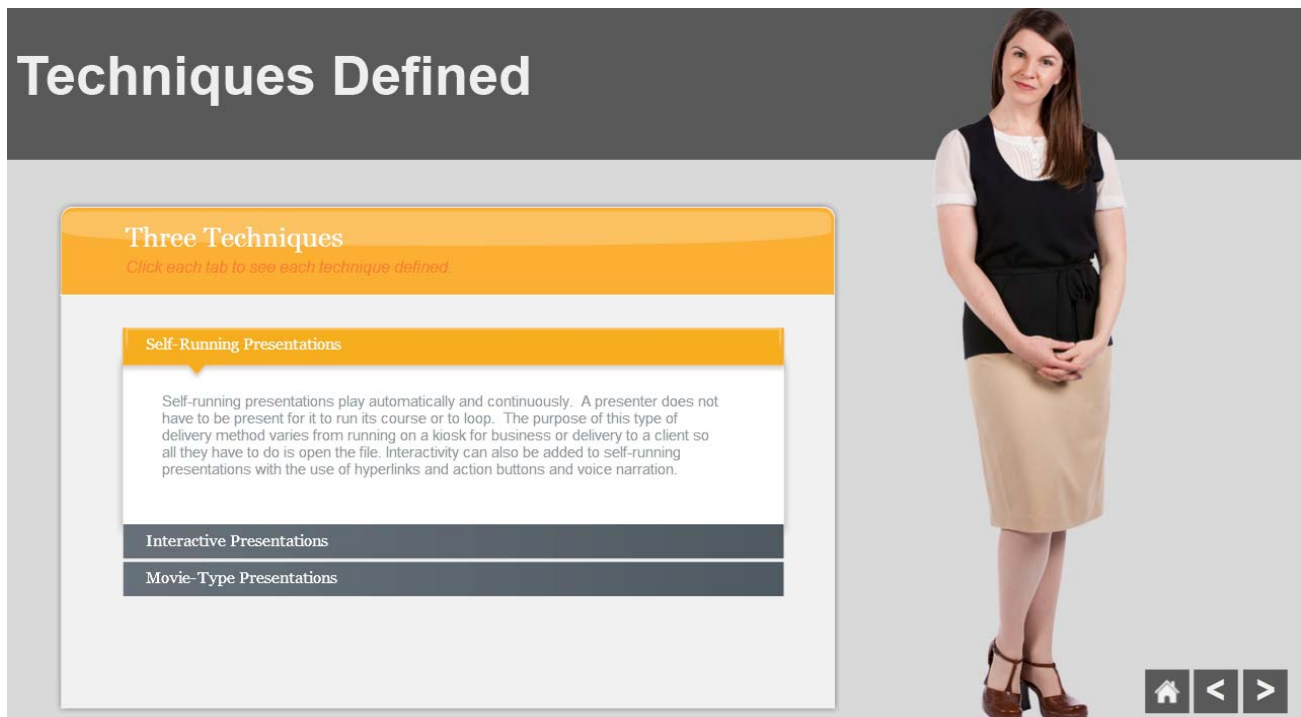 Techniques Defined
Three Techniques
Click each tab to see each technique defined.
Self-Running Presentations
Self-running presentations play automatically and continuously.  A presenter does not
have to be present for it to run its course or to loop.  The purpose of this type of
delivery method varies from running on a kiosk for business or delivery to a client so
all they have to do is open the file. Interactivity can also be added to self-running
presentations with the use of hyperlinks and action buttons and voice narration.
Interactive Presentations
Movie-Type Presentations
< >